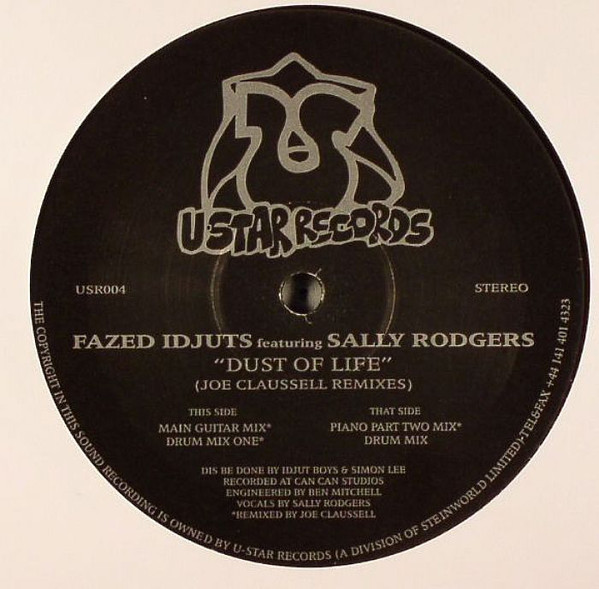 U-STAR RECORDS
USR004
STEREO
FAZED IDJUTS featuring SALLY RODGERS
"DUST OF LIFE"
(JOE CLAUSSELL REMIXES)
THIS SIDE
MAIN GUITAR MIX*
DRUM MIX ONE*
THAT SIDE
PIANO PART TWO MIX*
DRUM MIX
DIS BE DONE BY IDJUT BOYS & SIMON LEE
RECORDED AT CAN CAN STUDIOS
ENGINEERED BY BEN MITCHELL
VOCALS BY SALLY RODGERS
*REMIXED BY JOE CLAUSSELL
THE COPYRIGHT IN THIS SOUND RECORDING IS OWNED BY U-STAR RECORDS (A DIVISION OF STEINWORLD LIMITED)•TEL&FAX +44 141 401 4323